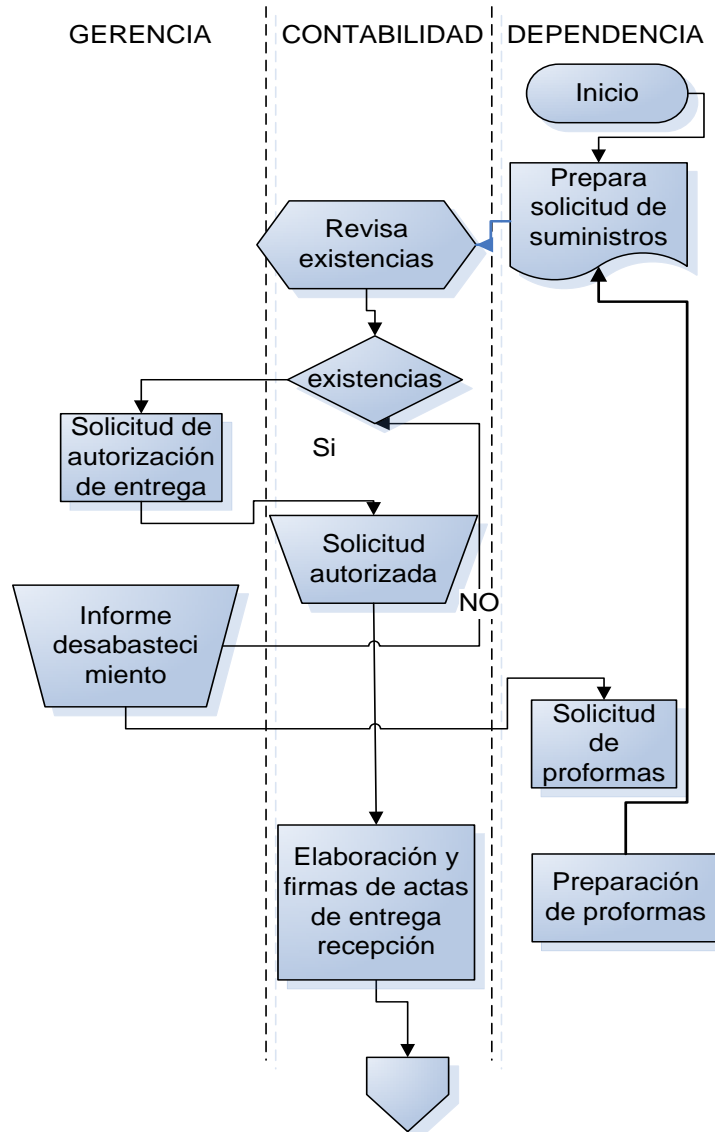 GERENCIA
CONTABILIDAD
DEPENDENCIA
Inicio
Prepara
solicitud de
suministros
Revisa
existencias
existencias
Solicitud de
autorización
de entrega
Si
Solicitud
autorizada
NO
Informe
desabasteci
miento
Solicitud
de
proformas
Elaboración y
firmas de actas
de entrega
recepción
Preparación
de proformas